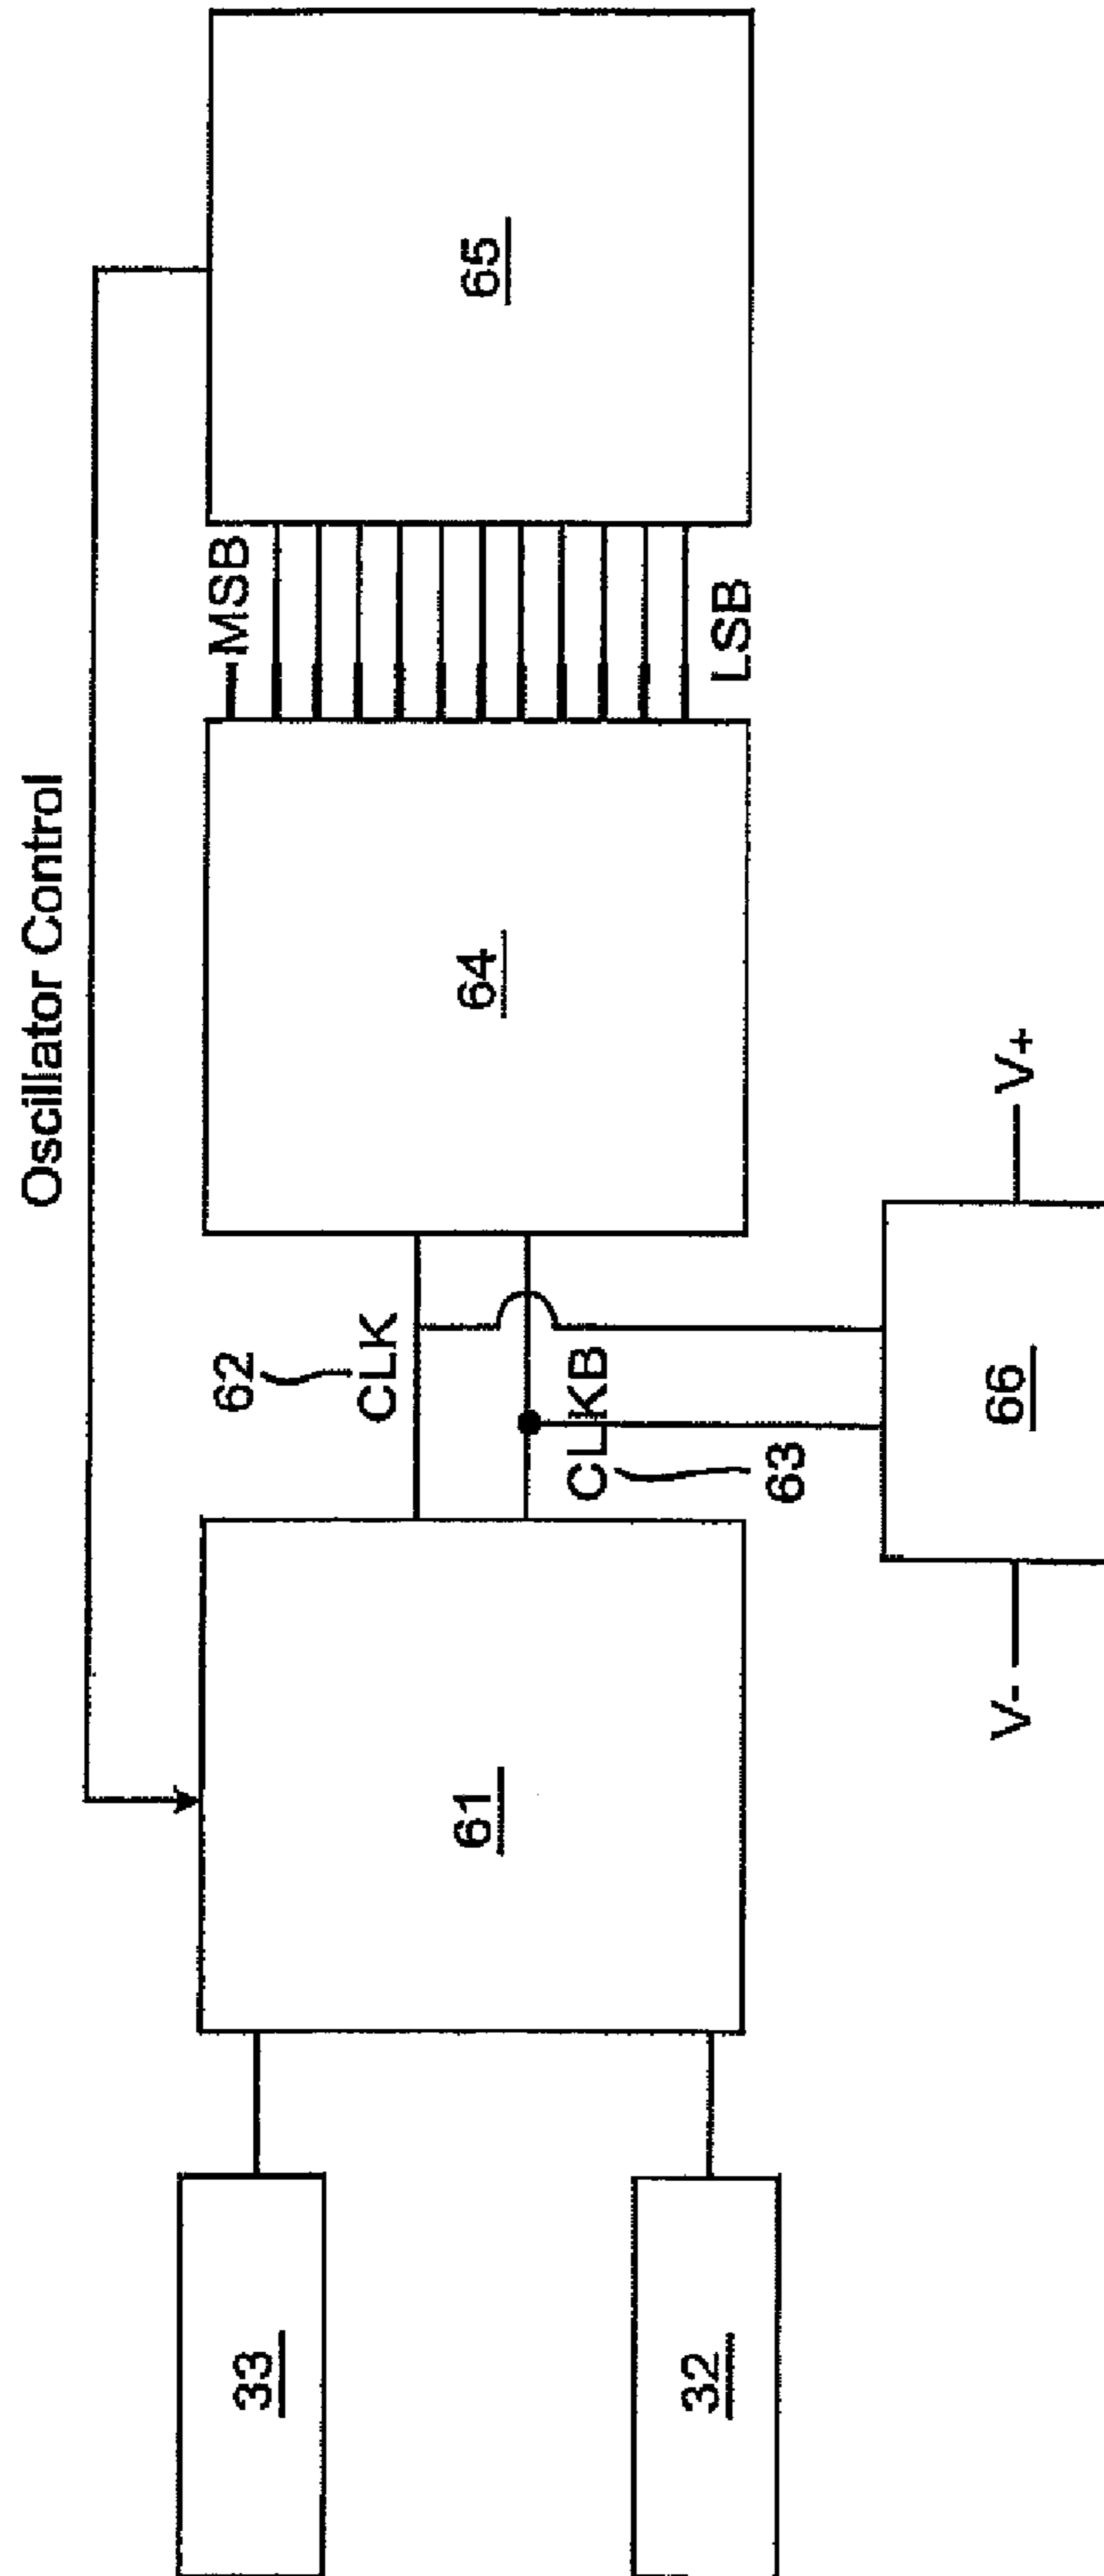 Oscillator Control
33
32
61
62
CLK
CLKB
63
64
MSB
LSB
65
V-
66
V+